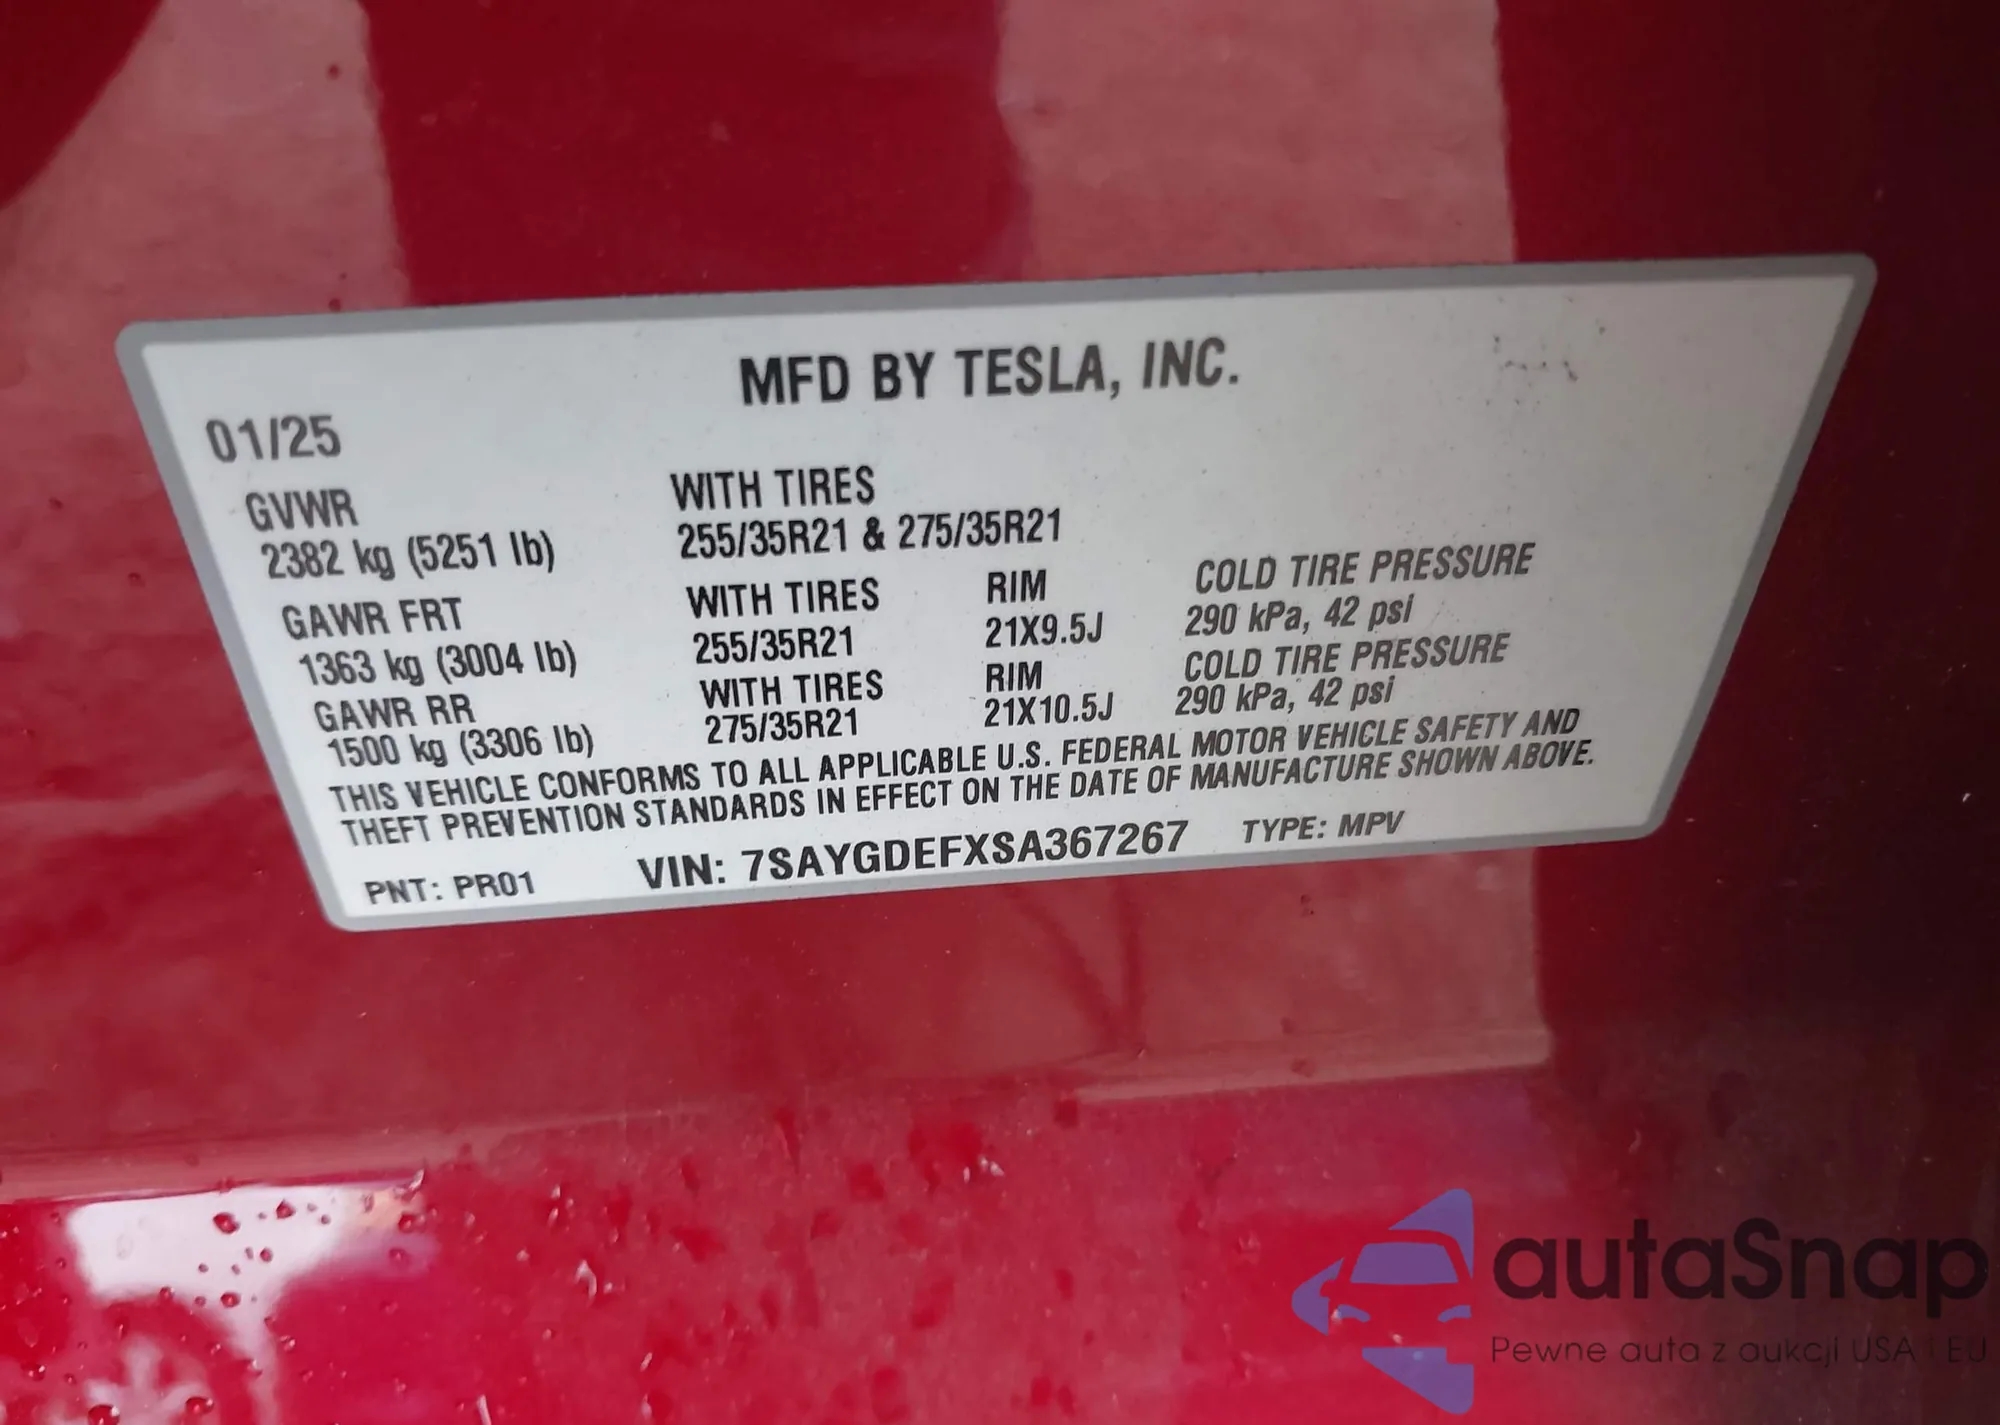 MFD BY TESLA, INC.
01/25
GVWR WITH TIRES
2382 kg (5251 lb) 255/35R21 & 275/35R21
GAWR FRT WITH TIRES RIM COLD TIRE PRESSURE
1363 kg (3004 lb) 255/35R21 21X9.5J 290 kPa, 42 psi
GAWR RR WITH TIRES RIM COLD TIRE PRESSURE
1500 kg (3306 lb) 275/35R21 21X10.5J 290 kPa, 42 psi
THIS VEHICLE CONFORMS TO ALL APPLICABLE U.S. FEDERAL MOTOR VEHICLE SAFETY AND
THEFT PREVENTION STANDARDS IN EFFECT ON THE DATE OF MANUFACTURE SHOWN ABOVE.
PNT: PR01 VIN: 7SAYGDEFXSA367267 TYPE: MPV
autaSnap
Pewne auta z aukcji USA i EU